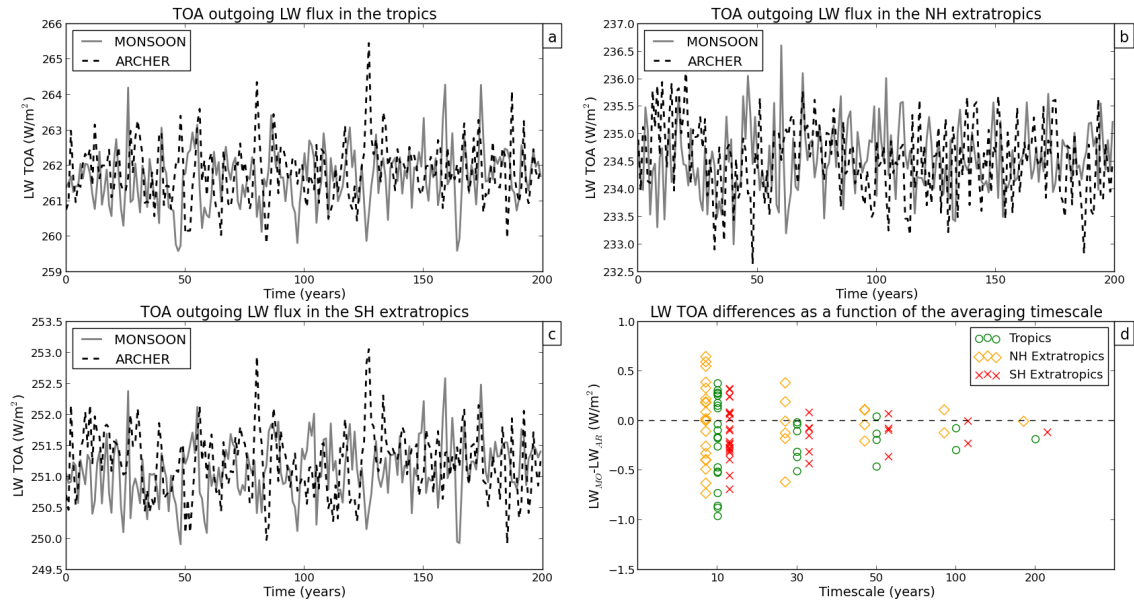 TOA outgoing LW flux in the tropics
a
MONSOON
ARCHER
LW TOA (W/m²)
266
265
264
263
262
261
260
259
0
50
100
150
200
Time (years)
TOA outgoing LW flux in the NH extratropics
b
MONSOON
ARCHER
LW TOA (W/m²)
237.0
236.5
236.0
235.5
235.0
234.5
234.0
233.5
233.0
232.5
0
50
100
150
200
Time (years)
TOA outgoing LW flux in the SH extratropics
c
MONSOON
ARCHER
LW TOA (W/m²)
253.5
253.0
252.5
252.0
251.5
251.0
250.5
250.0
249.5
0
50
100
150
200
Time (years)
LW TOA differences as a function of the averaging timescale
d
Tropics
NH Extratropics
SH Extratropics
LW_MO-LW_AR (W/m²)
1.0
0.5
0.0
−0.5
−1.0
−1.5
10
30
50
100
200
Timescale (years)